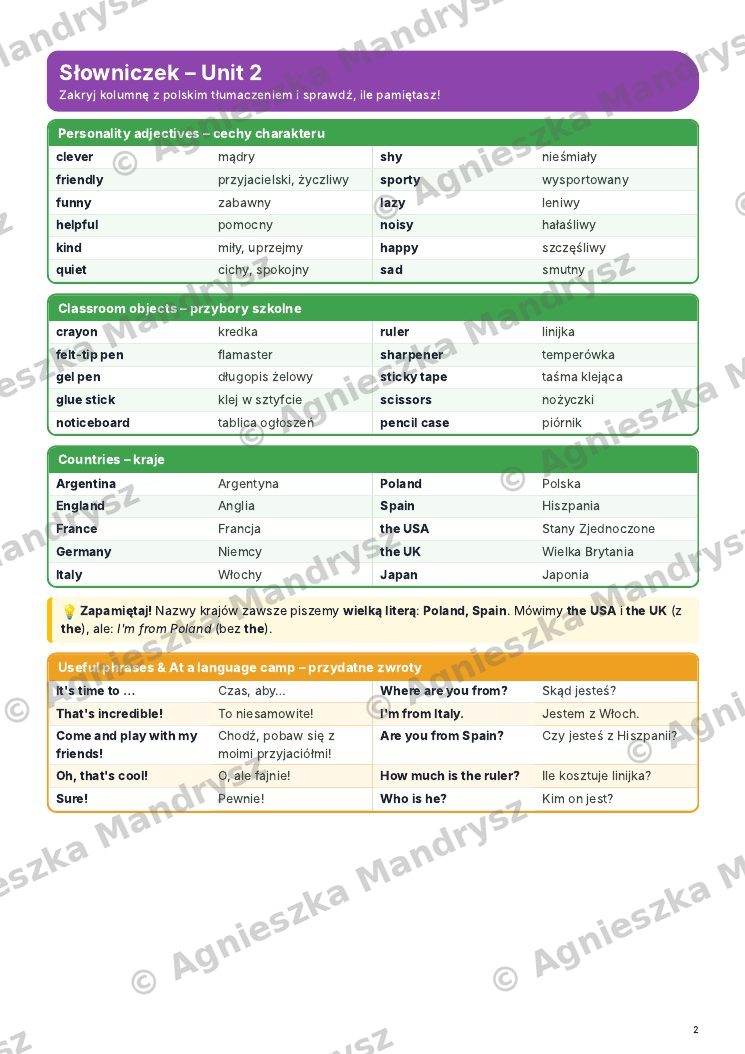 Słowniczek – Unit 2
Zakryj kolumnę z polskim tłumaczeniem i sprawdź, ile pamiętasz!
Personality adjectives – cechy charakteru
clever mądry shy nieśmiały
friendly przyjacielski, życzliwy sporty wysportowany
funny zabawny lazy leniwy
helpful pomocny noisy hałaśliwy
kind miły, uprzejmy happy szczęśliwy
quiet cichy, spokojny sad smutny
Classroom objects – przybory szkolne
crayon kredka ruler linijka
felt-tip pen flamaster sharpener temperówka
gel pen długopis żelowy sticky tape taśma klejąca
glue stick klej w sztyfcie scissors nożyczki
noticeboard tablica ogłoszeń pencil case piórnik
Countries – kraje
Argentina Argentyna Poland Polska
England Anglia Spain Hiszpania
France Francja the USA Stany Zjednoczone
Germany Niemcy the UK Wielka Brytania
Italy Włochy Japan Japonia
💡 Zapamiętaj! Nazwy krajów zawsze piszemy wielką literą: Poland, Spain. Mówimy the USA i the UK (z
the), ale: I'm from Poland (bez the).
Useful phrases & At a language camp – przydatne zwroty
It's time to … Czas, aby… Where are you from? Skąd jesteś?
That's incredible! To niesamowite! I'm from Italy. Jestem z Włoch.
Come and play with my Chodź, pobaw się z Are you from Spain? Czy jesteś z Hiszpanii?
friends! moimi przyjaciółmi!
Oh, that's cool! O, ale fajnie! How much is the ruler? Ile kosztuje linijka?
Sure! Pewnie! Who is he? Kim on jest?
© Agnieszka Mandrysz
2